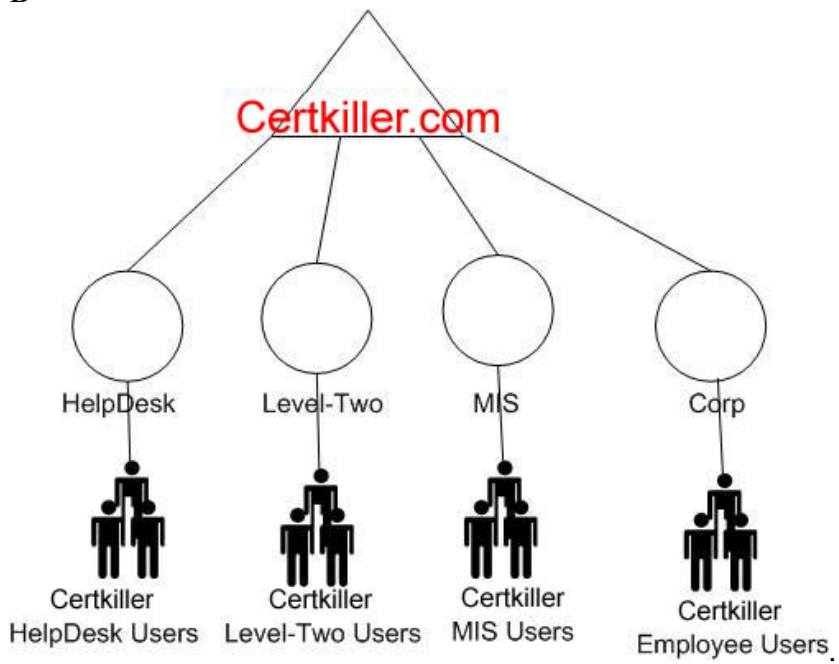 Certkiller.com
HelpDesk
Level-Two
MIS
Corp
Certkiller
HelpDesk Users
Certkiller
Level-Two Users
Certkiller
MIS Users
Certkiller
Employee Users.